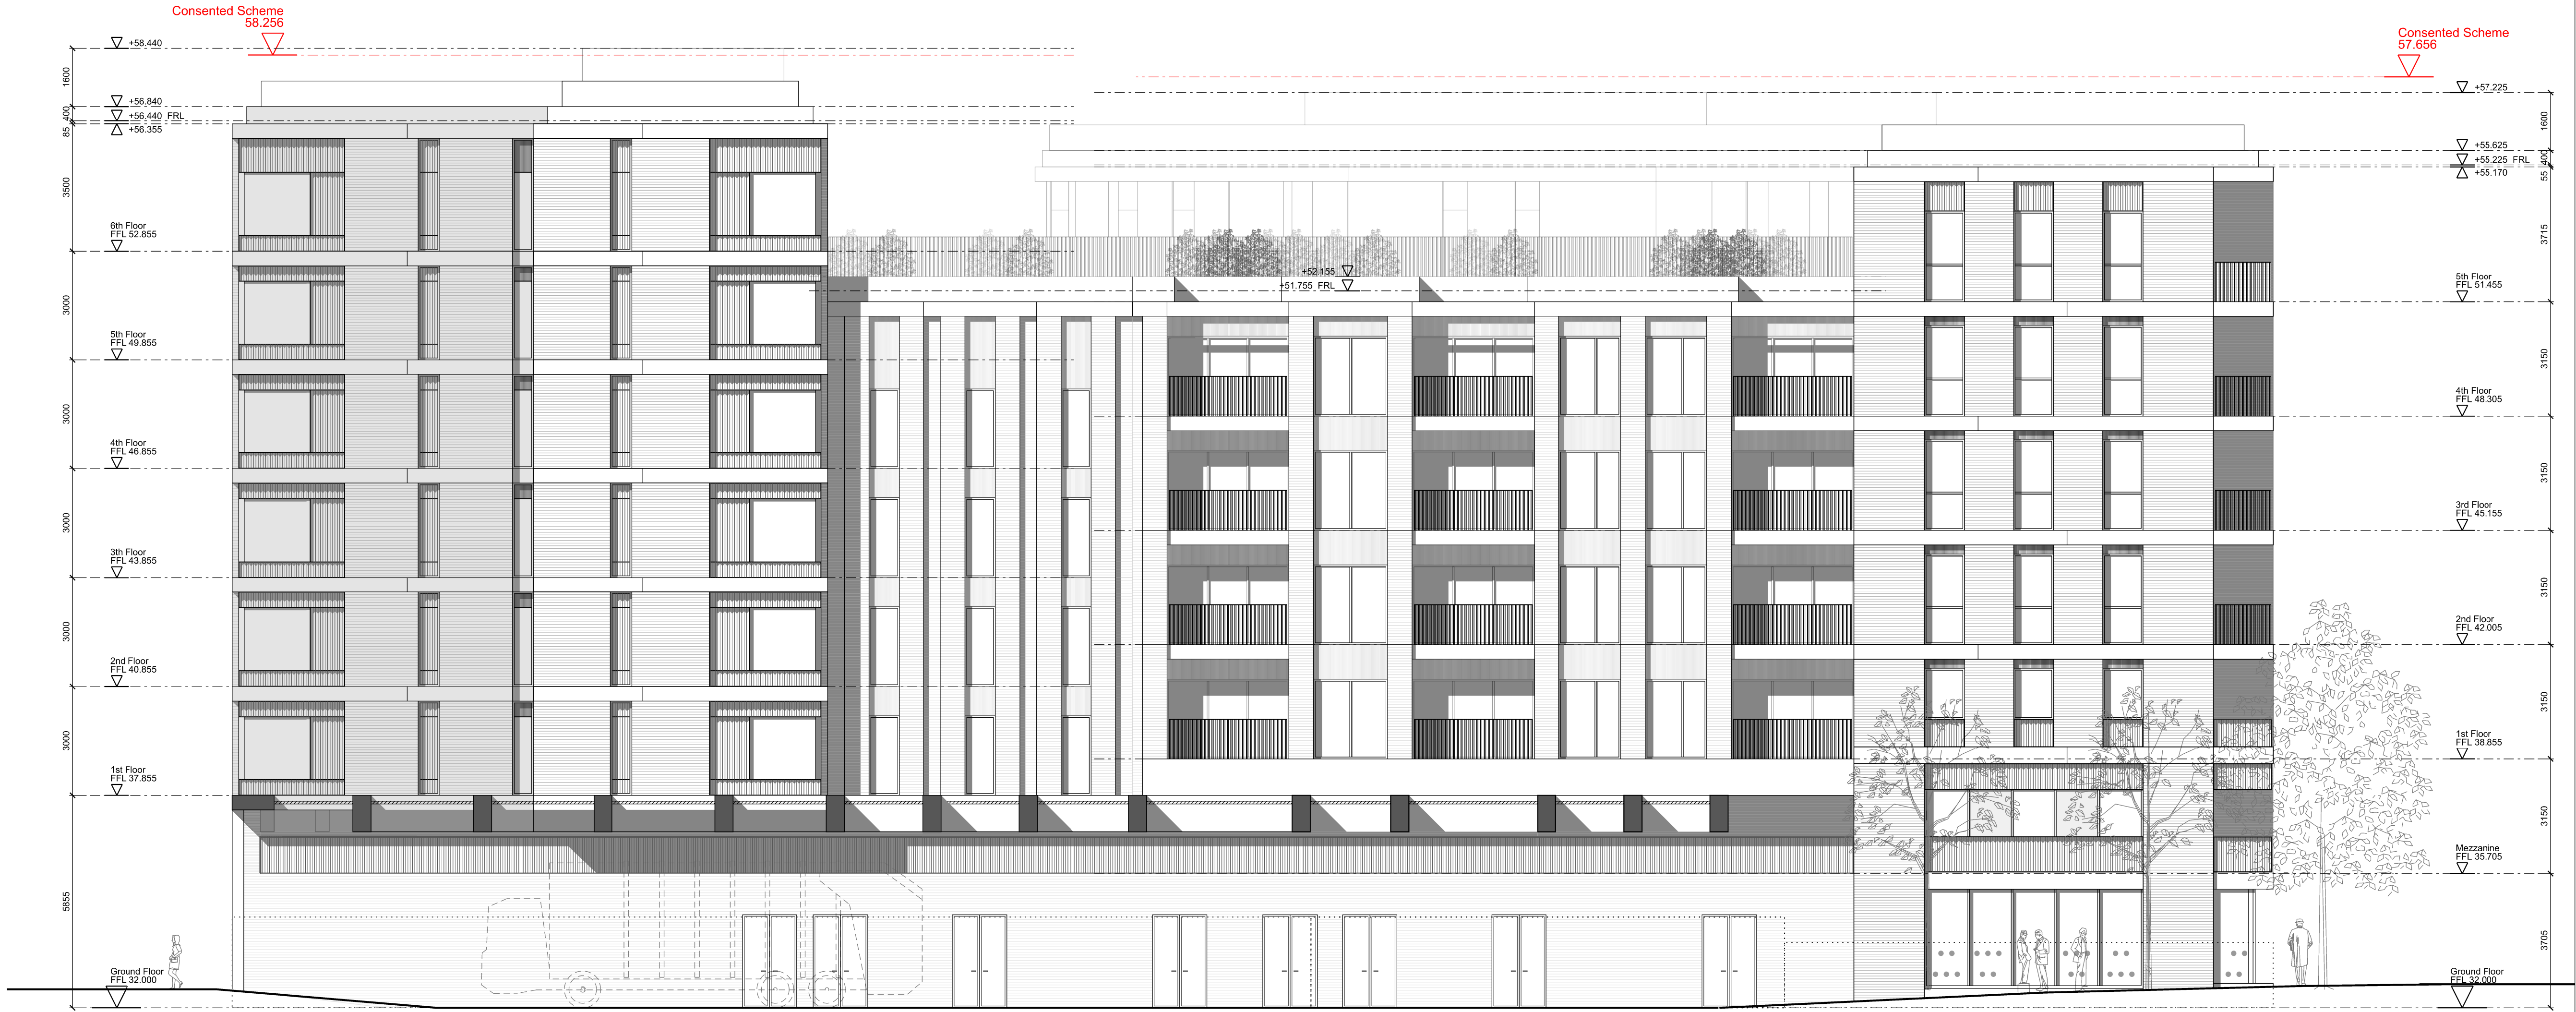 Consented Scheme
58.256
+58.440
+56.840
+56.440 FRL
+56.355
6th Floor
FFL 52.855
5th Floor
FFL 49.855
4th Floor
FFL 46.855
3th Floor
FFL 43.855
2nd Floor
FFL 40.855
1st Floor
FFL 37.855
Ground Floor
FFL 32.000
1600
400
85
3500
3000
3000
3000
3000
3000
5855
+52.155
+51.755 FRL
Consented Scheme
57.656
+57.225
+55.625
+55.225 FRL
+55.170
5th Floor
FFL 51.455
4th Floor
FFL 48.305
3rd Floor
FFL 45.155
2nd Floor
FFL 42.005
1st Floor
FFL 38.855
Mezzanine
FFL 35.705
Ground Floor
FFL 32.000
1600
400
55
3715
3150
3150
3150
3150
3150
3705